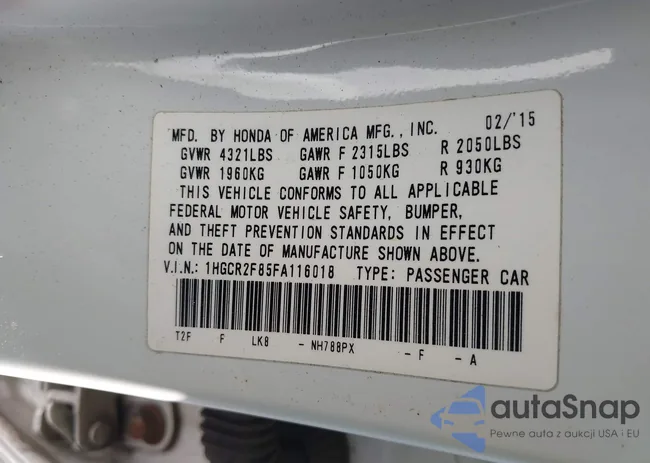 MFD. BY HONDA OF AMERICA MFG., INC. 02/'15
GVWR 4321LBS GAWR F 2315LBS R 2050LBS
GVWR 1960KG GAWR F 1050KG R 930KG
THIS VEHICLE CONFORMS TO ALL APPLICABLE
FEDERAL MOTOR VEHICLE SAFETY, BUMPER,
AND THEFT PREVENTION STANDARDS IN EFFECT
ON THE DATE OF MANUFACTURE SHOWN ABOVE.
V.I.N.: 1HGCR2F85FA116018 TYPE: PASSENGER CAR
T2F F LK8 - NH788PX - F - A
autaSnap
Pewne auta z aukcji USA i EU